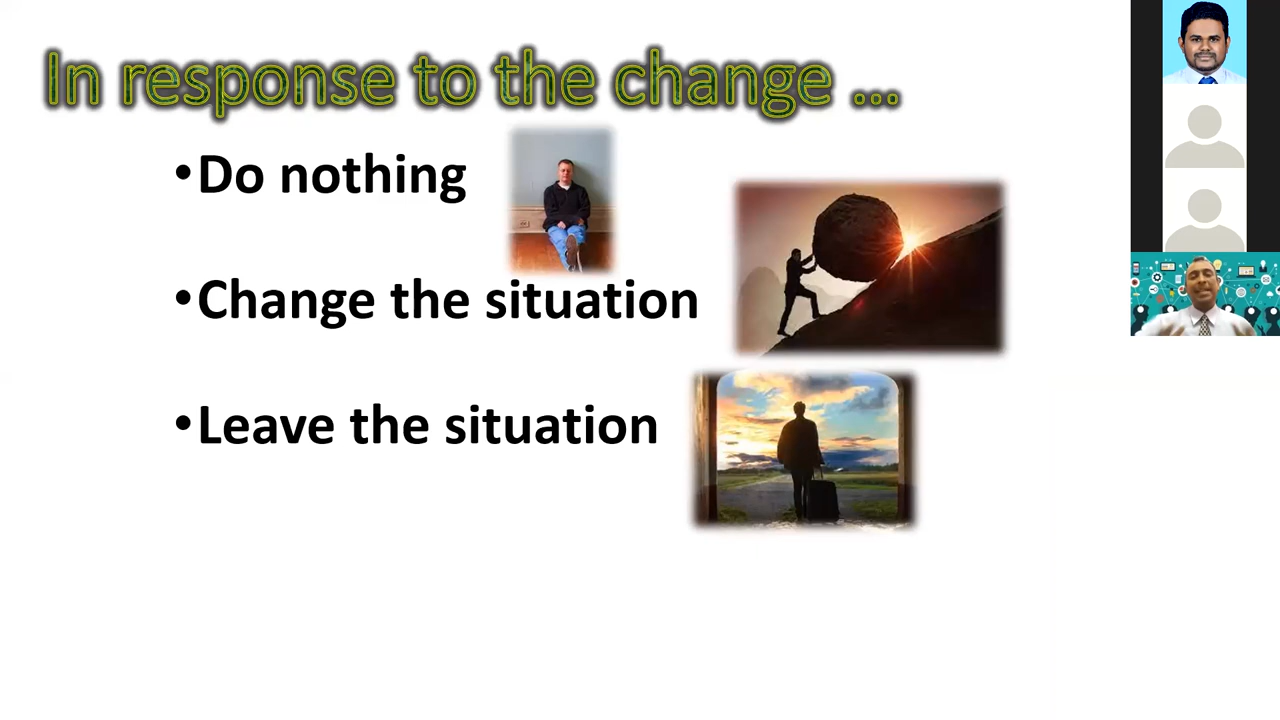 In response to the change ...
•Do nothing
•Change the situation
•Leave the situation